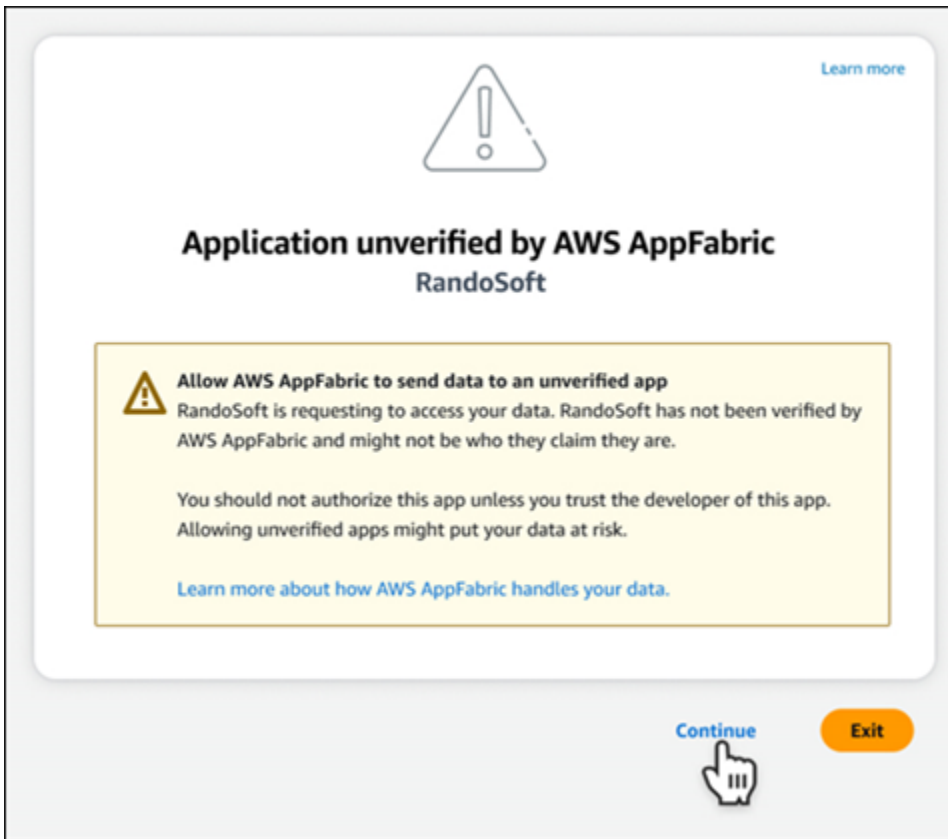 Learn more
Application unverified by AWS AppFabric
RandoSoft
Allow AWS AppFabric to send data to an unverified app
RandoSoft is requesting to access your data. RandoSoft has not been verified by
AWS AppFabric and might not be who they claim they are.
You should not authorize this app unless you trust the developer of this app.
Allowing unverified apps might put your data at risk.
Learn more about how AWS AppFabric handles your data.
Continue
Exit